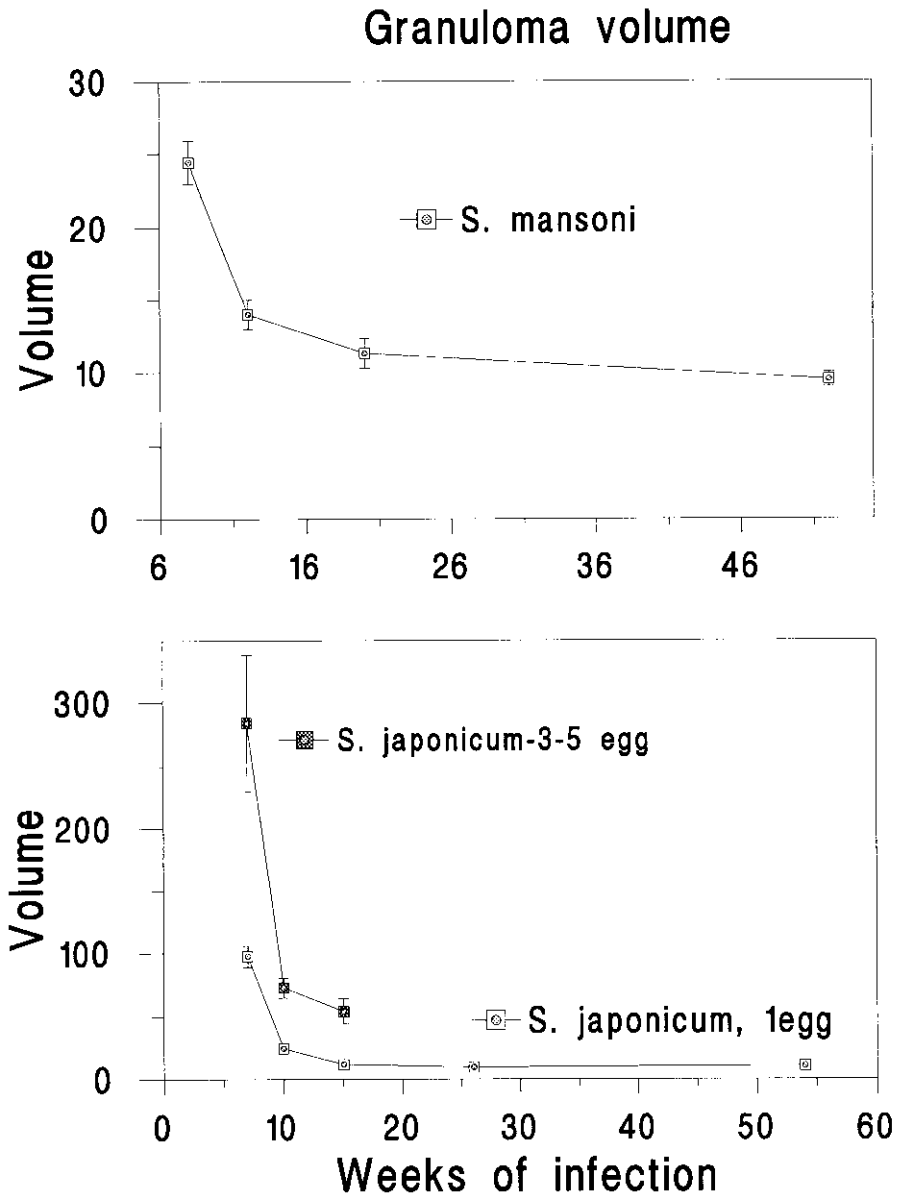 Granuloma volume
30
20
10
0
Volume
S. mansoni
6 16 26 36 46
300
200
100
0
Volume
S. japonicum-3-5 egg
S. japonicum, 1egg
0 10 20 30 40 50 60
Weeks of infection